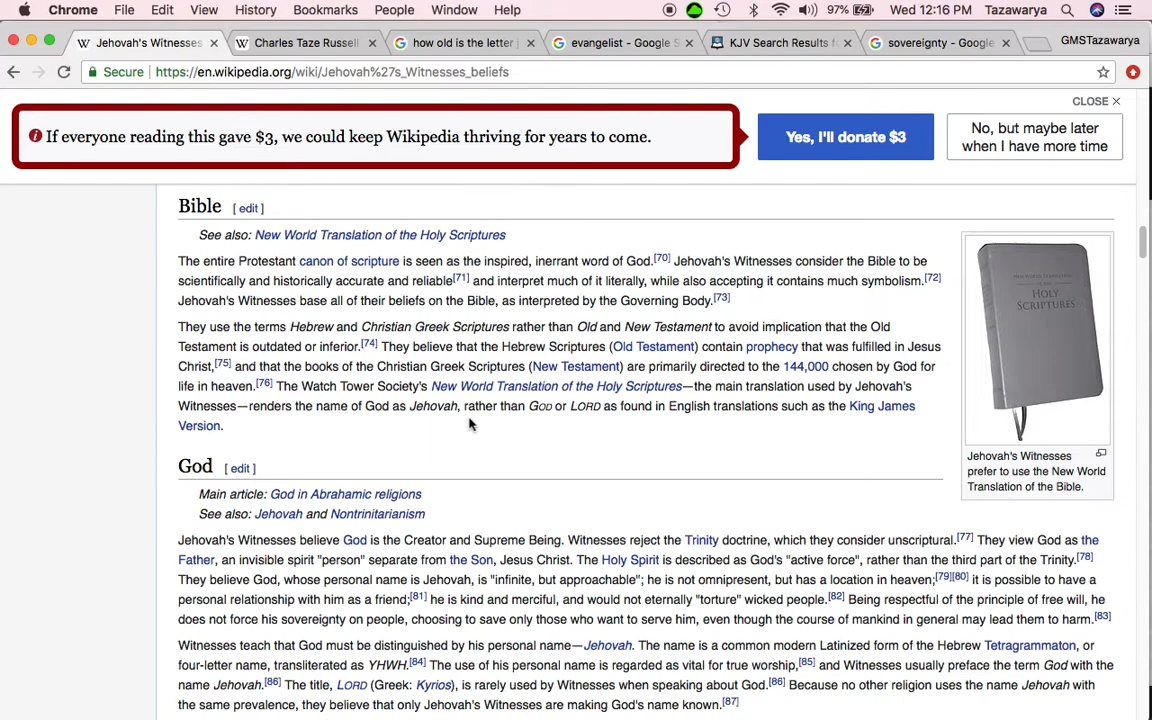 Chrome File Edit View History Bookmarks People Window Help 97% Wed 12:16 PM Tazawarya
Jehovah's Witnesses × Charles Taze Russell × how old is the letter j × evangelist - Google S × KJV Search Results fo × sovereignty - Google × GMSTazawarya
Secure https://en.wikipedia.org/wiki/Jehovah%27s_Witnesses_beliefs
CLOSE ×
If everyone reading this gave $3, we could keep Wikipedia thriving for years to come.
Yes, I'll donate $3
No, but maybe later
when I have more time
Bible [ edit ]
See also: New World Translation of the Holy Scriptures
The entire Protestant canon of scripture is seen as the inspired, inerrant word of God.[70] Jehovah's Witnesses consider the Bible to be
scientifically and historically accurate and reliable[71] and interpret much of it literally, while also accepting it contains much symbolism.[72]
Jehovah's Witnesses base all of their beliefs on the Bible, as interpreted by the Governing Body.[73]
They use the terms Hebrew and Christian Greek Scriptures rather than Old and New Testament to avoid implication that the Old
Testament is outdated or inferior.[74] They believe that the Hebrew Scriptures (Old Testament) contain prophecy that was fulfilled in Jesus
Christ,[75] and that the books of the Christian Greek Scriptures (New Testament) are primarily directed to the 144,000 chosen by God for
life in heaven.[76] The Watch Tower Society's New World Translation of the Holy Scriptures—the main translation used by Jehovah's
Witnesses—renders the name of God as Jehovah, rather than GOD or LORD as found in English translations such as the King James
Version.
HOLY
SCRIPTURES
Jehovah's Witnesses
prefer to use the New World
Translation of the Bible.
God [ edit ]
Main article: God in Abrahamic religions
See also: Jehovah and Nontrinitarianism
Jehovah's Witnesses believe God is the Creator and Supreme Being. Witnesses reject the Trinity doctrine, which they consider unscriptural.[77] They view God as the
Father, an invisible spirit "person" separate from the Son, Jesus Christ. The Holy Spirit is described as God's "active force", rather than the third part of the Trinity.[78]
They believe God, whose personal name is Jehovah, is "infinite, but approachable"; he is not omnipresent, but has a location in heaven;[79][80] it is possible to have a
personal relationship with him as a friend;[81] he is kind and merciful, and would not eternally "torture" wicked people.[82] Being respectful of the principle of free will, he
does not force his sovereignty on people, choosing to save only those who want to serve him, even though the course of mankind in general may lead them to harm.[83]
Witnesses teach that God must be distinguished by his personal name—Jehovah. The name is a common modern Latinized form of the Hebrew Tetragrammaton, or
four-letter name, transliterated as YHWH.[84] The use of his personal name is regarded as vital for true worship,[85] and Witnesses usually preface the term God with the
name Jehovah.[86] The title, LORD (Greek: Kyrios), is rarely used by Witnesses when speaking about God.[86] Because no other religion uses the name Jehovah with
the same prevalence, they believe that only Jehovah's Witnesses are making God's name known.[87]